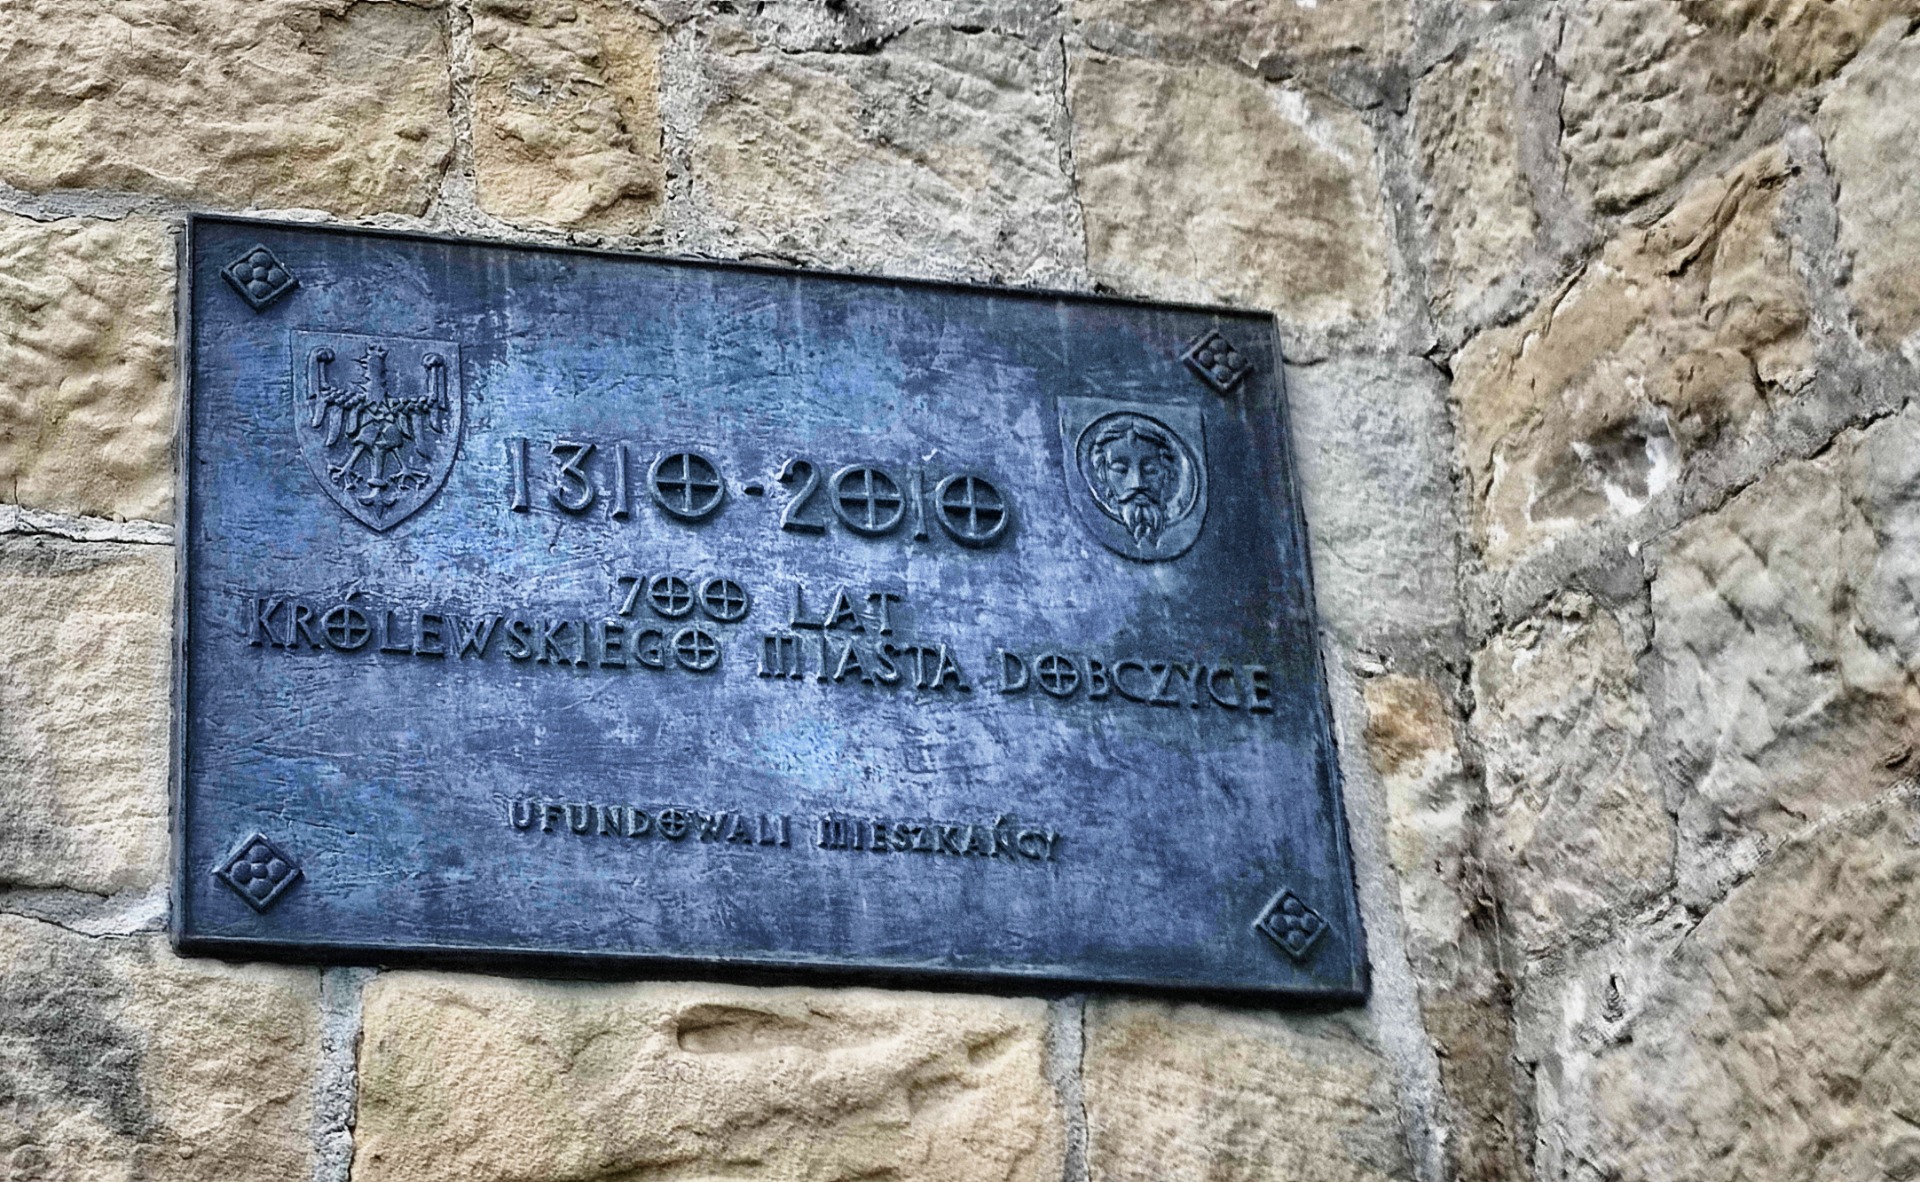 1310-2010
700 LAT
KRÓLEWSKIEGO MIASTA DOBCZYCE
UFUNDOWALI MIESZKAŃCY